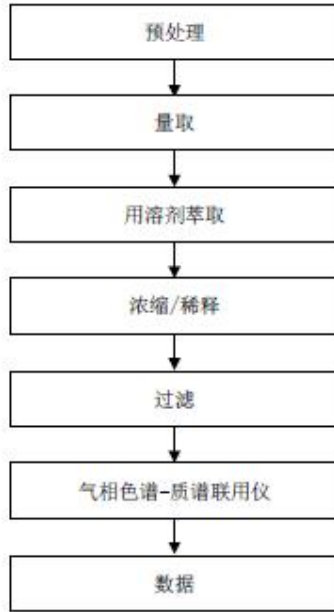 预处理
量取
用溶剂萃取
浓缩/稀释
过滤
气相色谱-质谱联用仪
数据